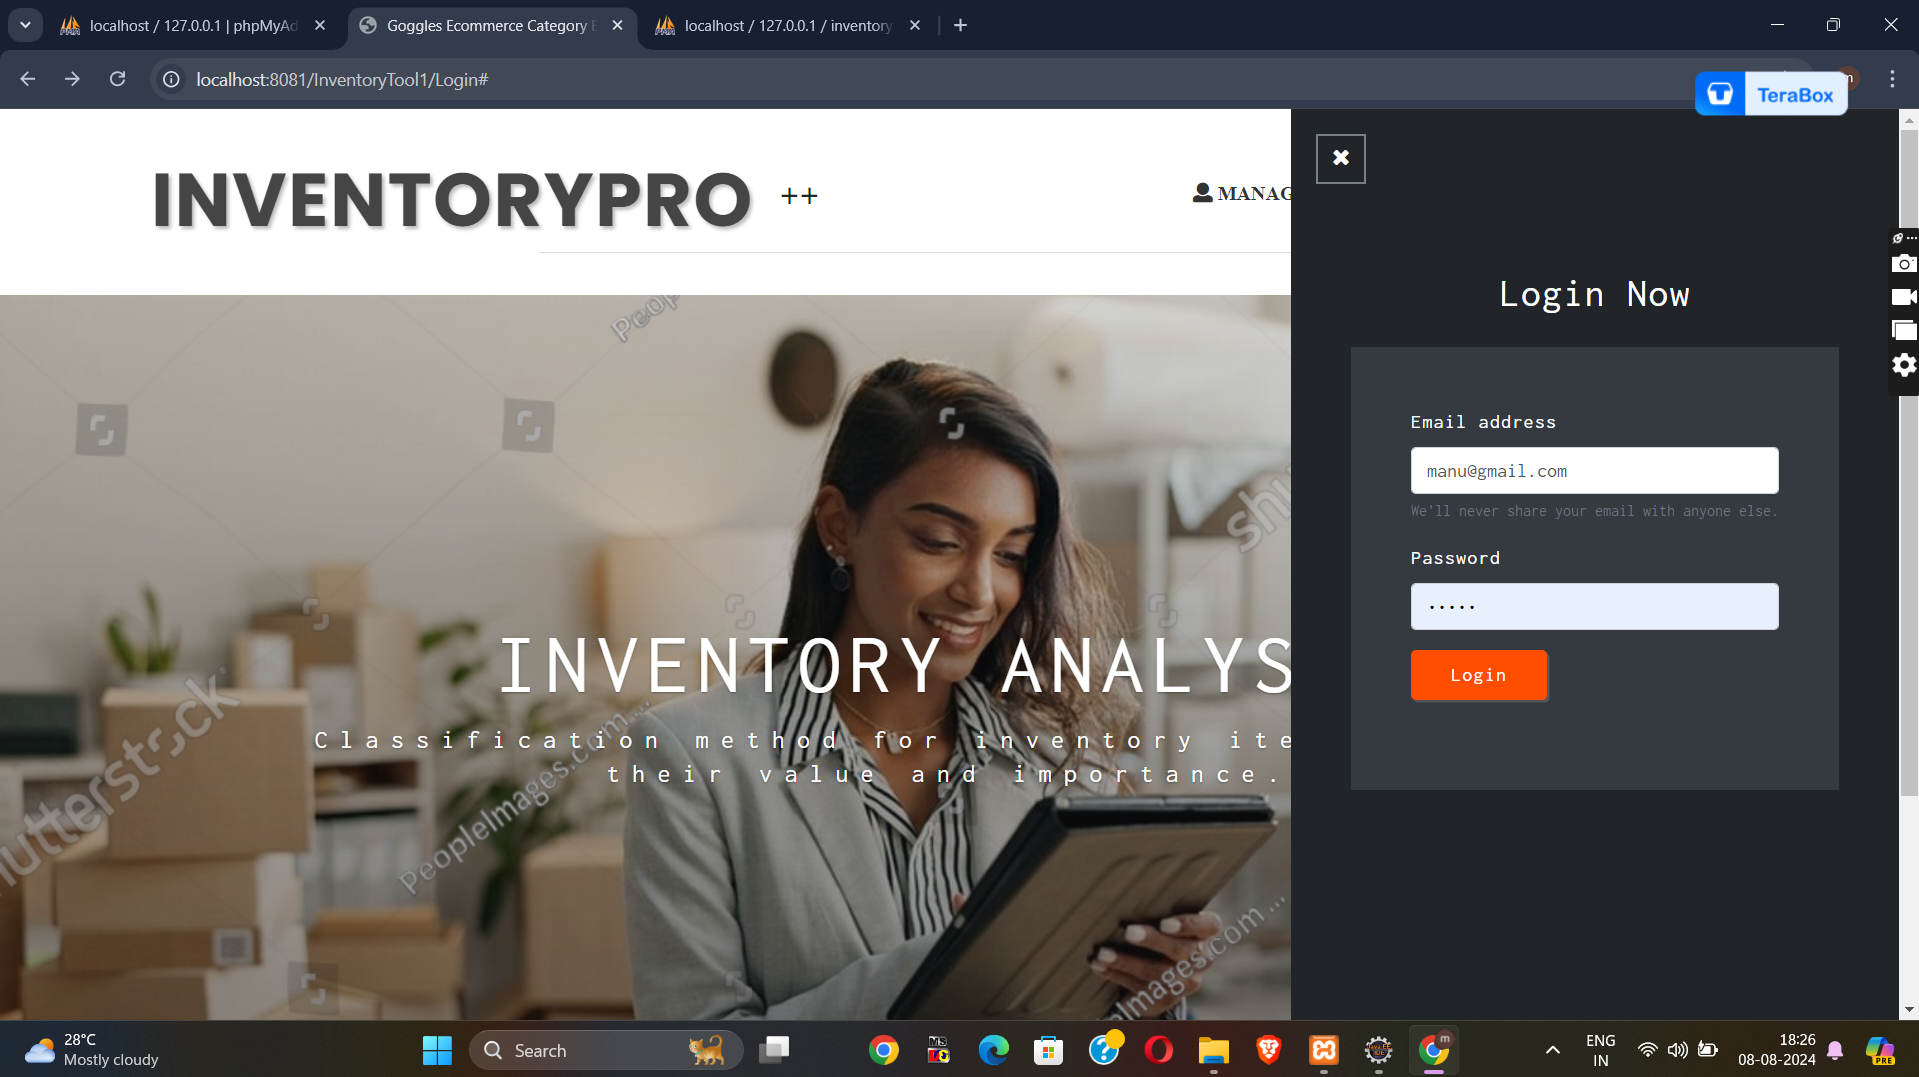 localhost / 127.0.0.1 | phpMyAd
Goggles Ecommerce Category
localhost / 127.0.0.1 / inventory
localhost:8081/InventoryTool1/Login#
TeraBox
INVENTORYPRO ++
MANAG
Login Now
Email address
manu@gmail.com
We'll never share your email with anyone else.
Password
Login
INVENTORY ANALYS
Classification method for inventory ite
their value and importance.
PeopleImages.com
28°C
Mostly cloudy
Search
ENG
IN
18:26
08-08-2024
PRE